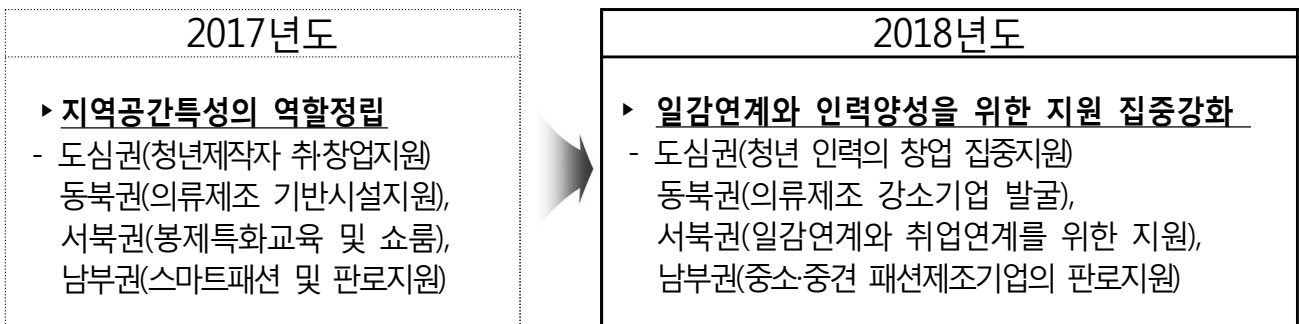 2017년도
▸지역공간특성의 역할정립
- 도심권(청년제작자 취·창업지원)
동북권(의류제조 기반시설지원),
서북권(봉제특화교육 및 쇼룸),
남부권(스마트패션 및 판로지원)
2018년도
▸ 일감연계와 인력양성을 위한 지원 집중강화
- 도심권(청년 인력의 창업 집중지원)
동북권(의류제조 강소기업 발굴),
서북권(일감연계와 취업연계를 위한 지원),
남부권(중소·중견 패션제조기업의 판로지원)